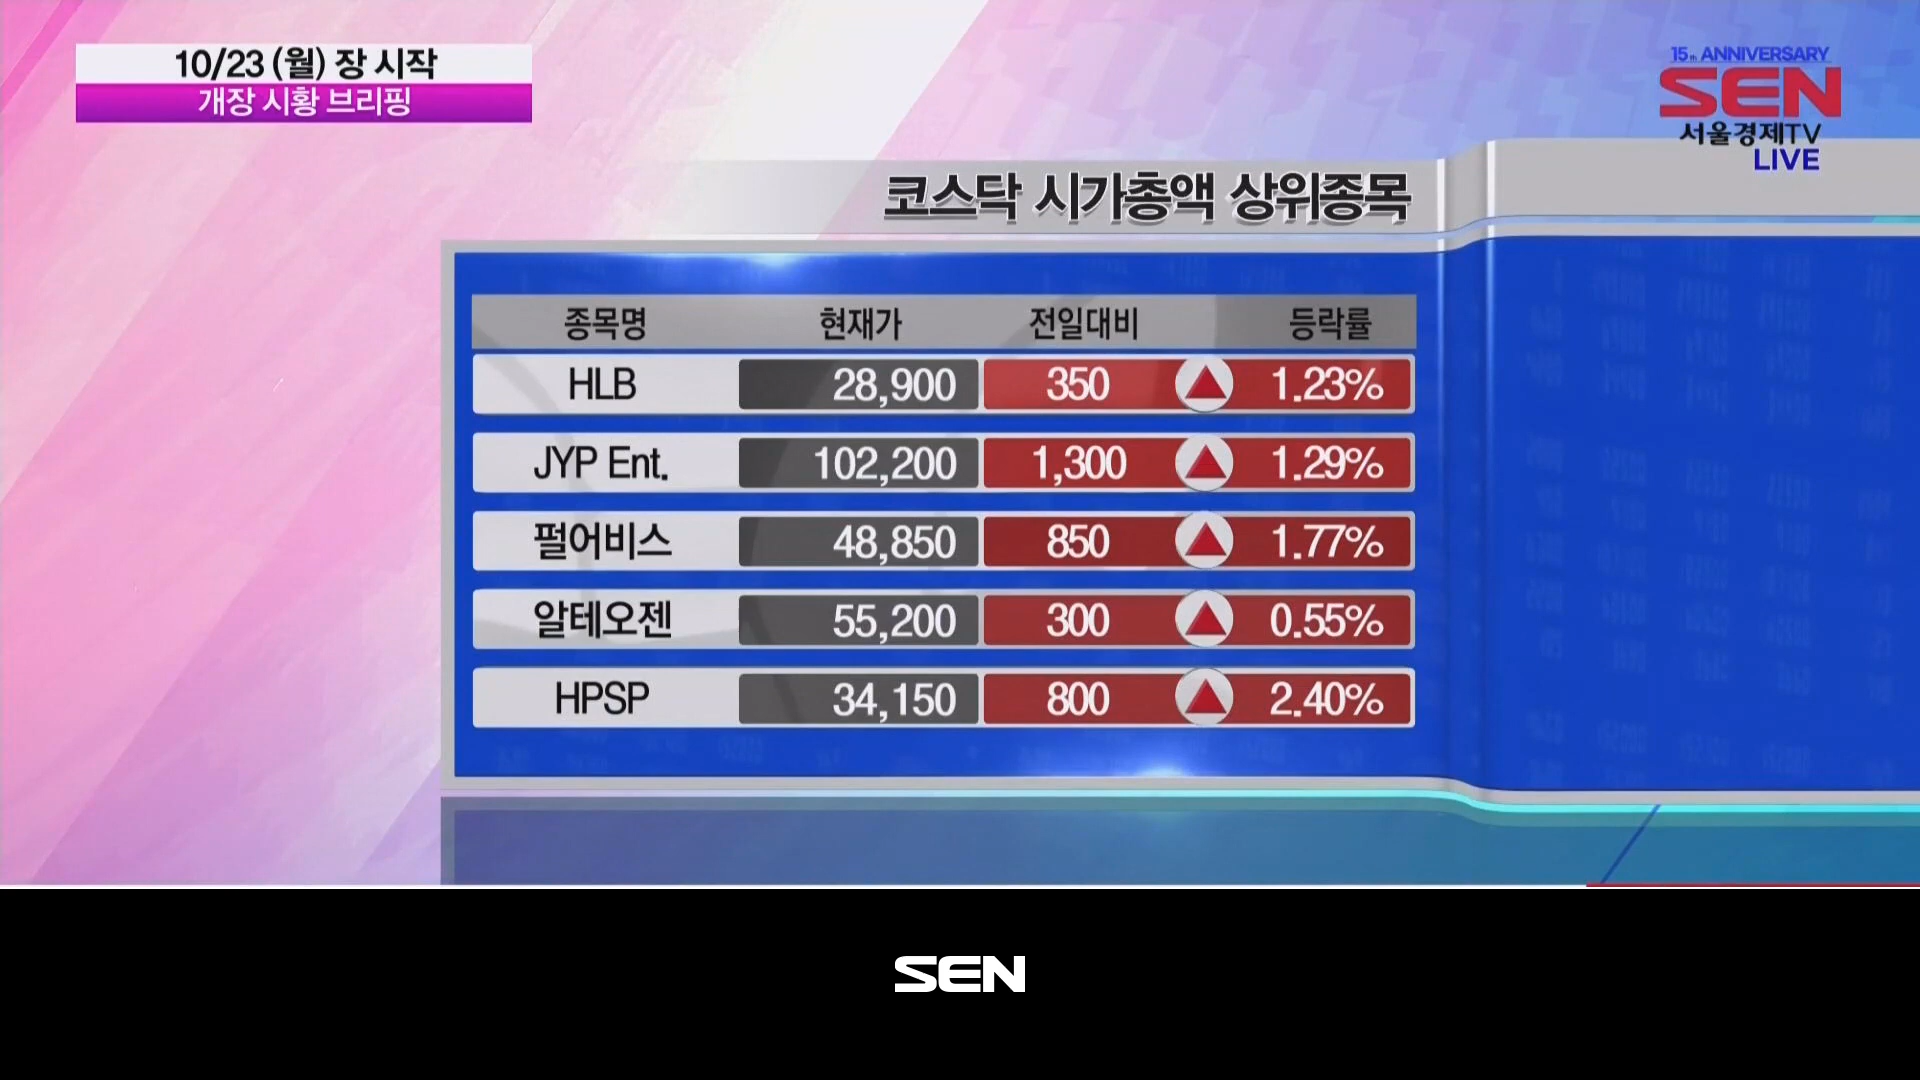 10/23 (월) 장 시작
개장 시황 브리핑
15th ANNIVERSARY
SEN
서울경제TV
LIVE
코스닥 시가총액 상위종목
종목명 현재가 전일대비 등락률
HLB 28,900 350 ▲ 1.23%
JYP Ent. 102,200 1,300 ▲ 1.29%
펄어비스 48,850 850 ▲ 1.77%
알테오젠 55,200 300 ▲ 0.55%
HPSP 34,150 800 ▲ 2.40%
SEN